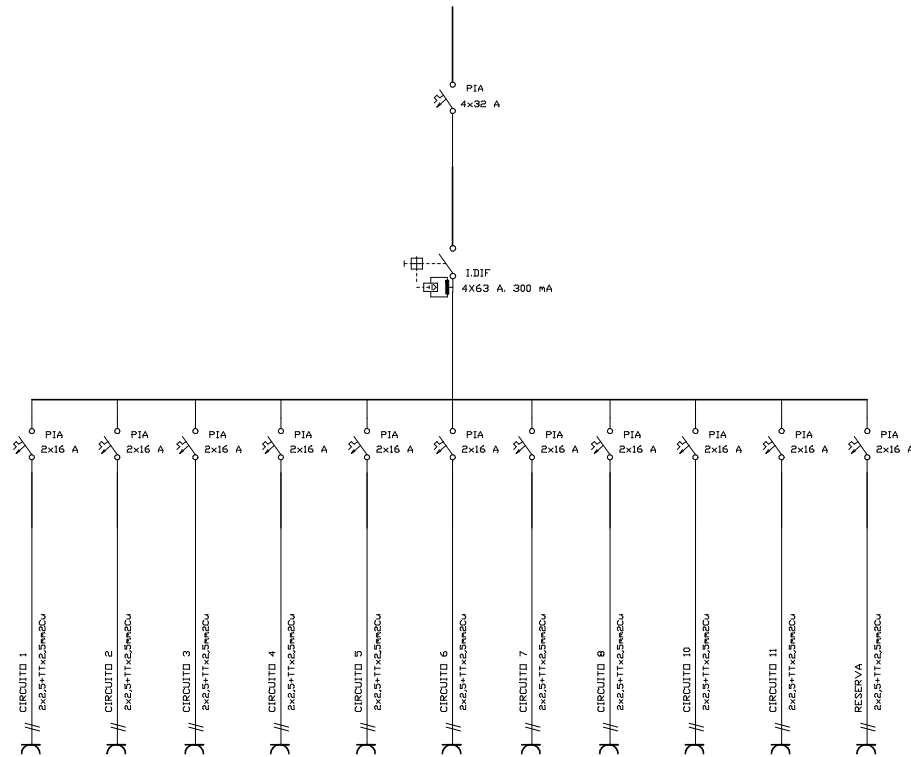 PIA
4x32 A
I.DIF
4X63 A. 300 mA
PIA
2x16 A
PIA
2x16 A
PIA
2x16 A
PIA
2x16 A
PIA
2x16 A
PIA
2x16 A
PIA
2x16 A
PIA
2x16 A
PIA
2x16 A
PIA
2x16 A
PIA
2x16 A
CIRCUITO 1
2x2,5+TTx2,5mm2Cu
CIRCUITO 2
2x2,5+TTx2,5mm2Cu
CIRCUITO 3
2x2,5+TTx2,5mm2Cu
CIRCUITO 4
2x2,5+TTx2,5mm2Cu
CIRCUITO 5
2x2,5+TTx2,5mm2Cu
CIRCUITO 6
2x2,5+TTx2,5mm2Cu
CIRCUITO 7
2x2,5+TTx2,5mm2Cu
CIRCUITO 8
2x2,5+TTx2,5mm2Cu
CIRCUITO 10
2x2,5+TTx2,5mm2Cu
CIRCUITO 11
2x2,5+TTx2,5mm2Cu
RESERVA
2x2,5+TTx2,5mm2Cu